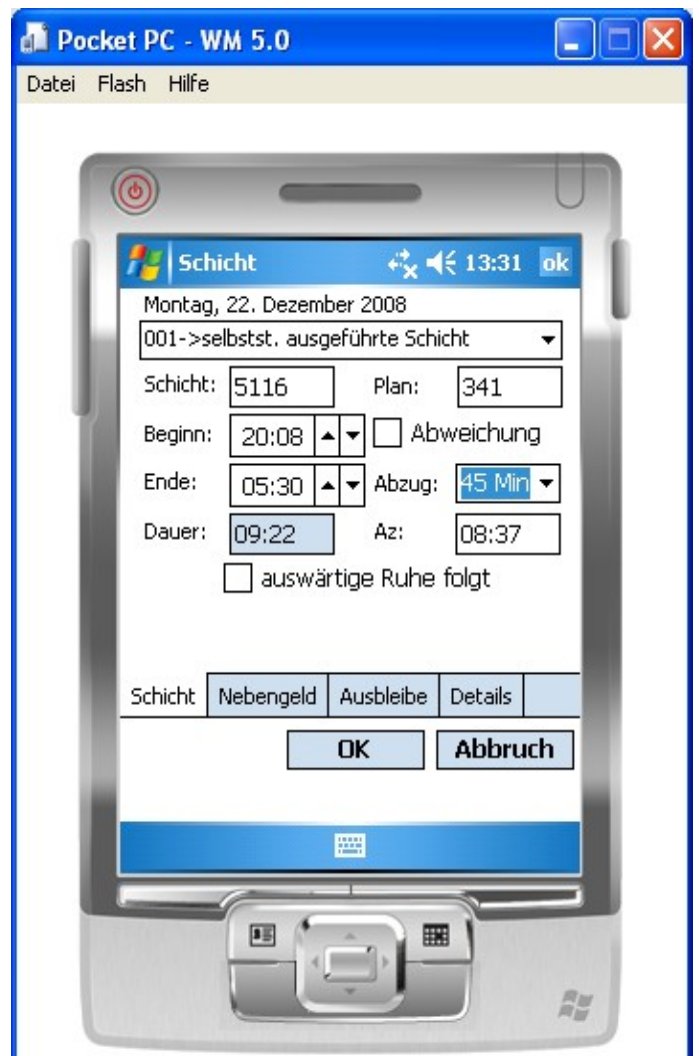 Pocket PC - WM 5.0
Datei Flash Hilfe
Schicht 13:31 ok
Montag, 22. Dezember 2008
001->selbstst. ausgeführte Schicht
Schicht: 5116 Plan: 341
Beginn: 20:08 Abweichung
Ende: 05:30 Abzug: 45 Min
Dauer: 09:22 Az: 08:37
auswärtige Ruhe folgt
Schicht Nebengeld Ausbleibe Details
OK Abbruch